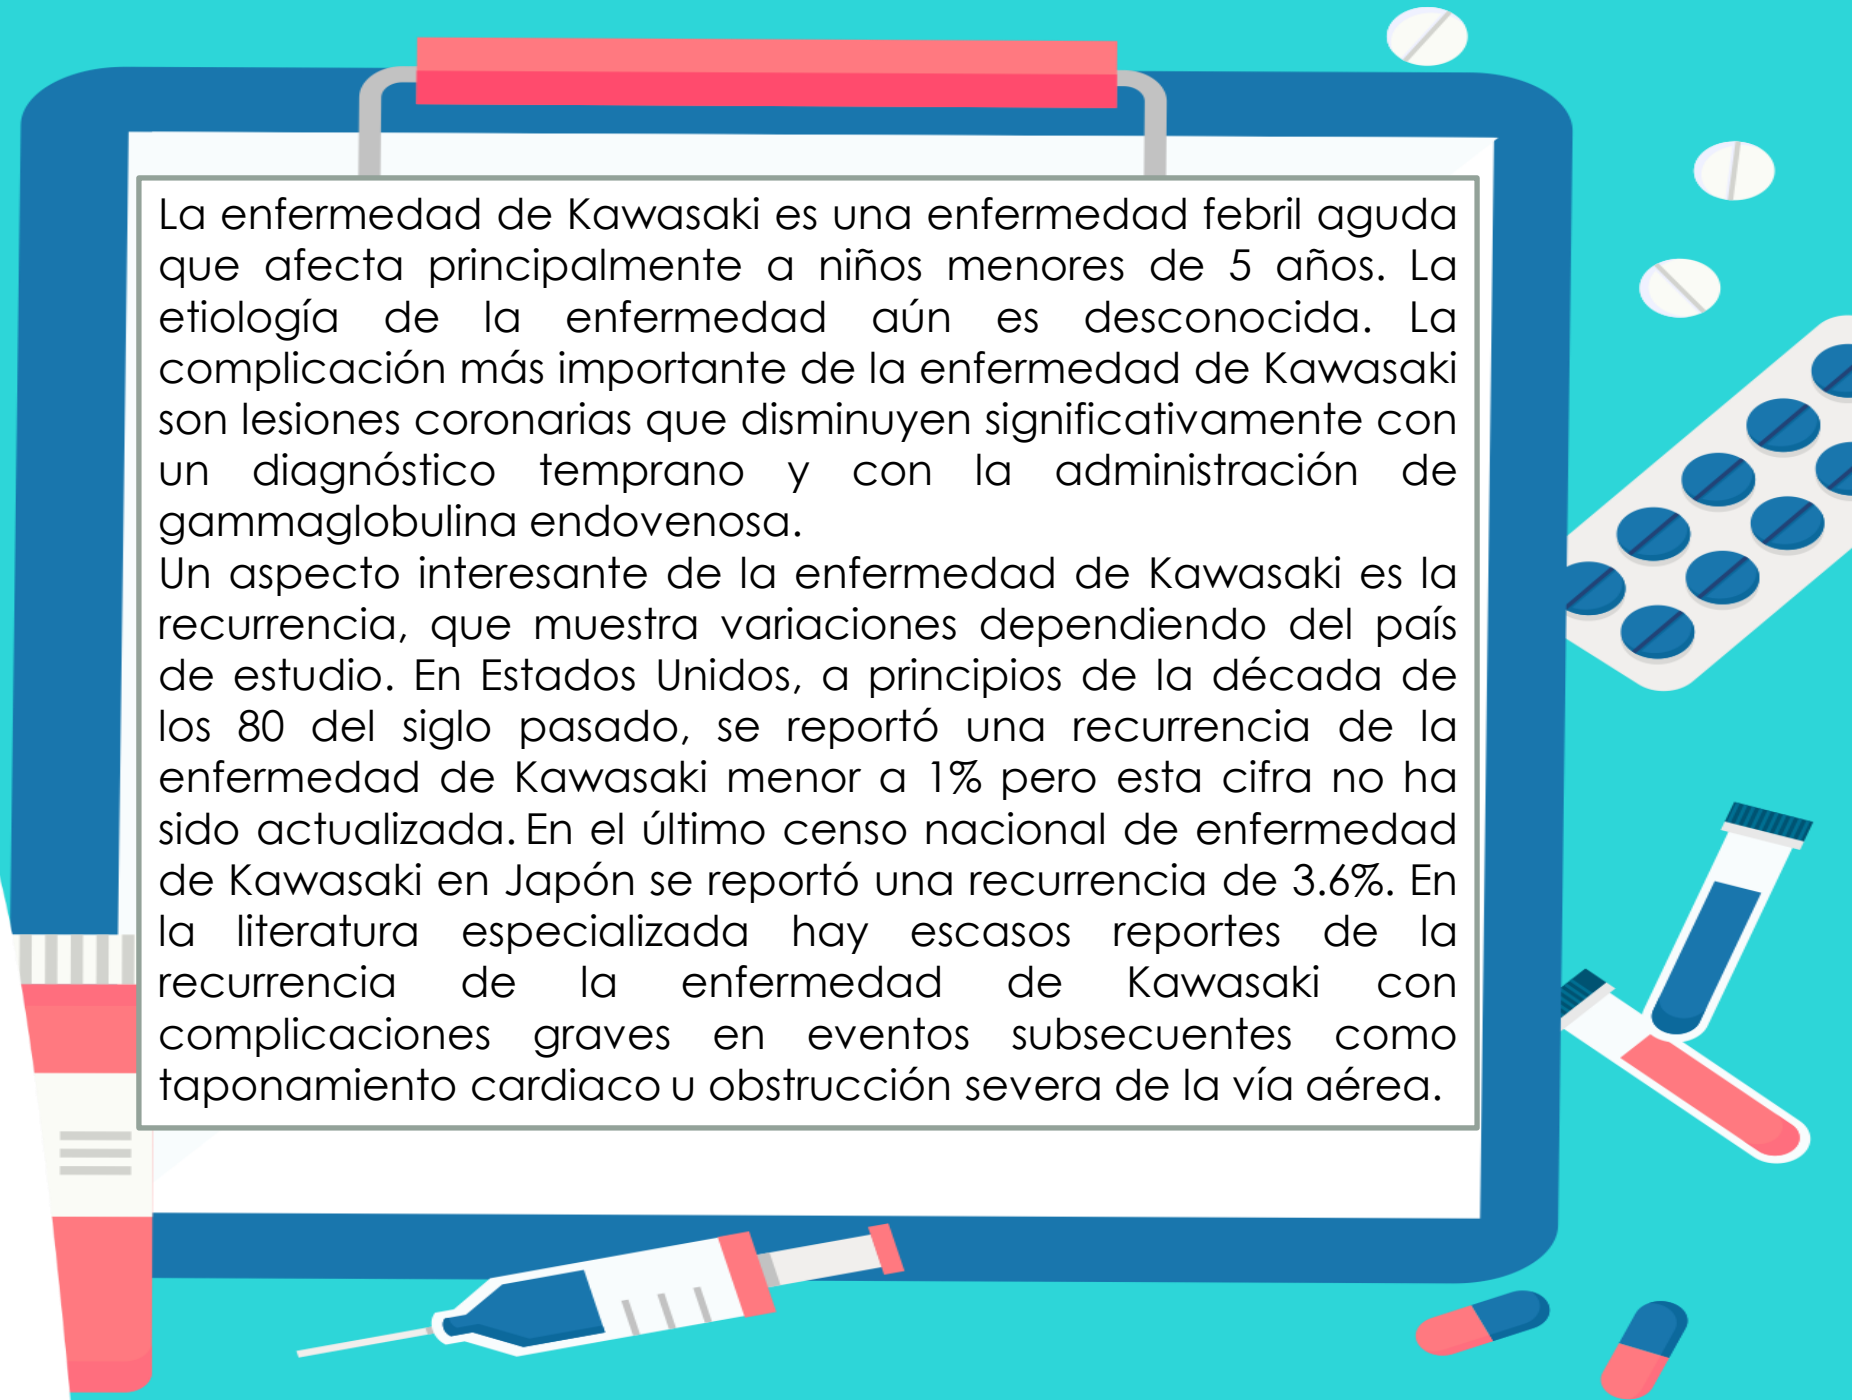 La enfermedad de Kawasaki es una enfermedad febril aguda
que afecta principalmente a niños menores de 5 años. La
etiología de la enfermedad aún es desconocida. La
complicación más importante de la enfermedad de Kawasaki
son lesiones coronarias que disminuyen significativamente con
un diagnóstico temprano y con la administración de
gammaglobulina endovenosa.
Un aspecto interesante de la enfermedad de Kawasaki es la
recurrencia, que muestra variaciones dependiendo del país
de estudio. En Estados Unidos, a principios de la década de
los 80 del siglo pasado, se reportó una recurrencia de la
enfermedad de Kawasaki menor a 1% pero esta cifra no ha
sido actualizada. En el último censo nacional de enfermedad
de Kawasaki en Japón se reportó una recurrencia de 3.6%. En
la literatura especializada hay escasos reportes de la
recurrencia de la enfermedad de Kawasaki con
complicaciones graves en eventos subsecuentes como
taponamiento cardiaco u obstrucción severa de la vía aérea.